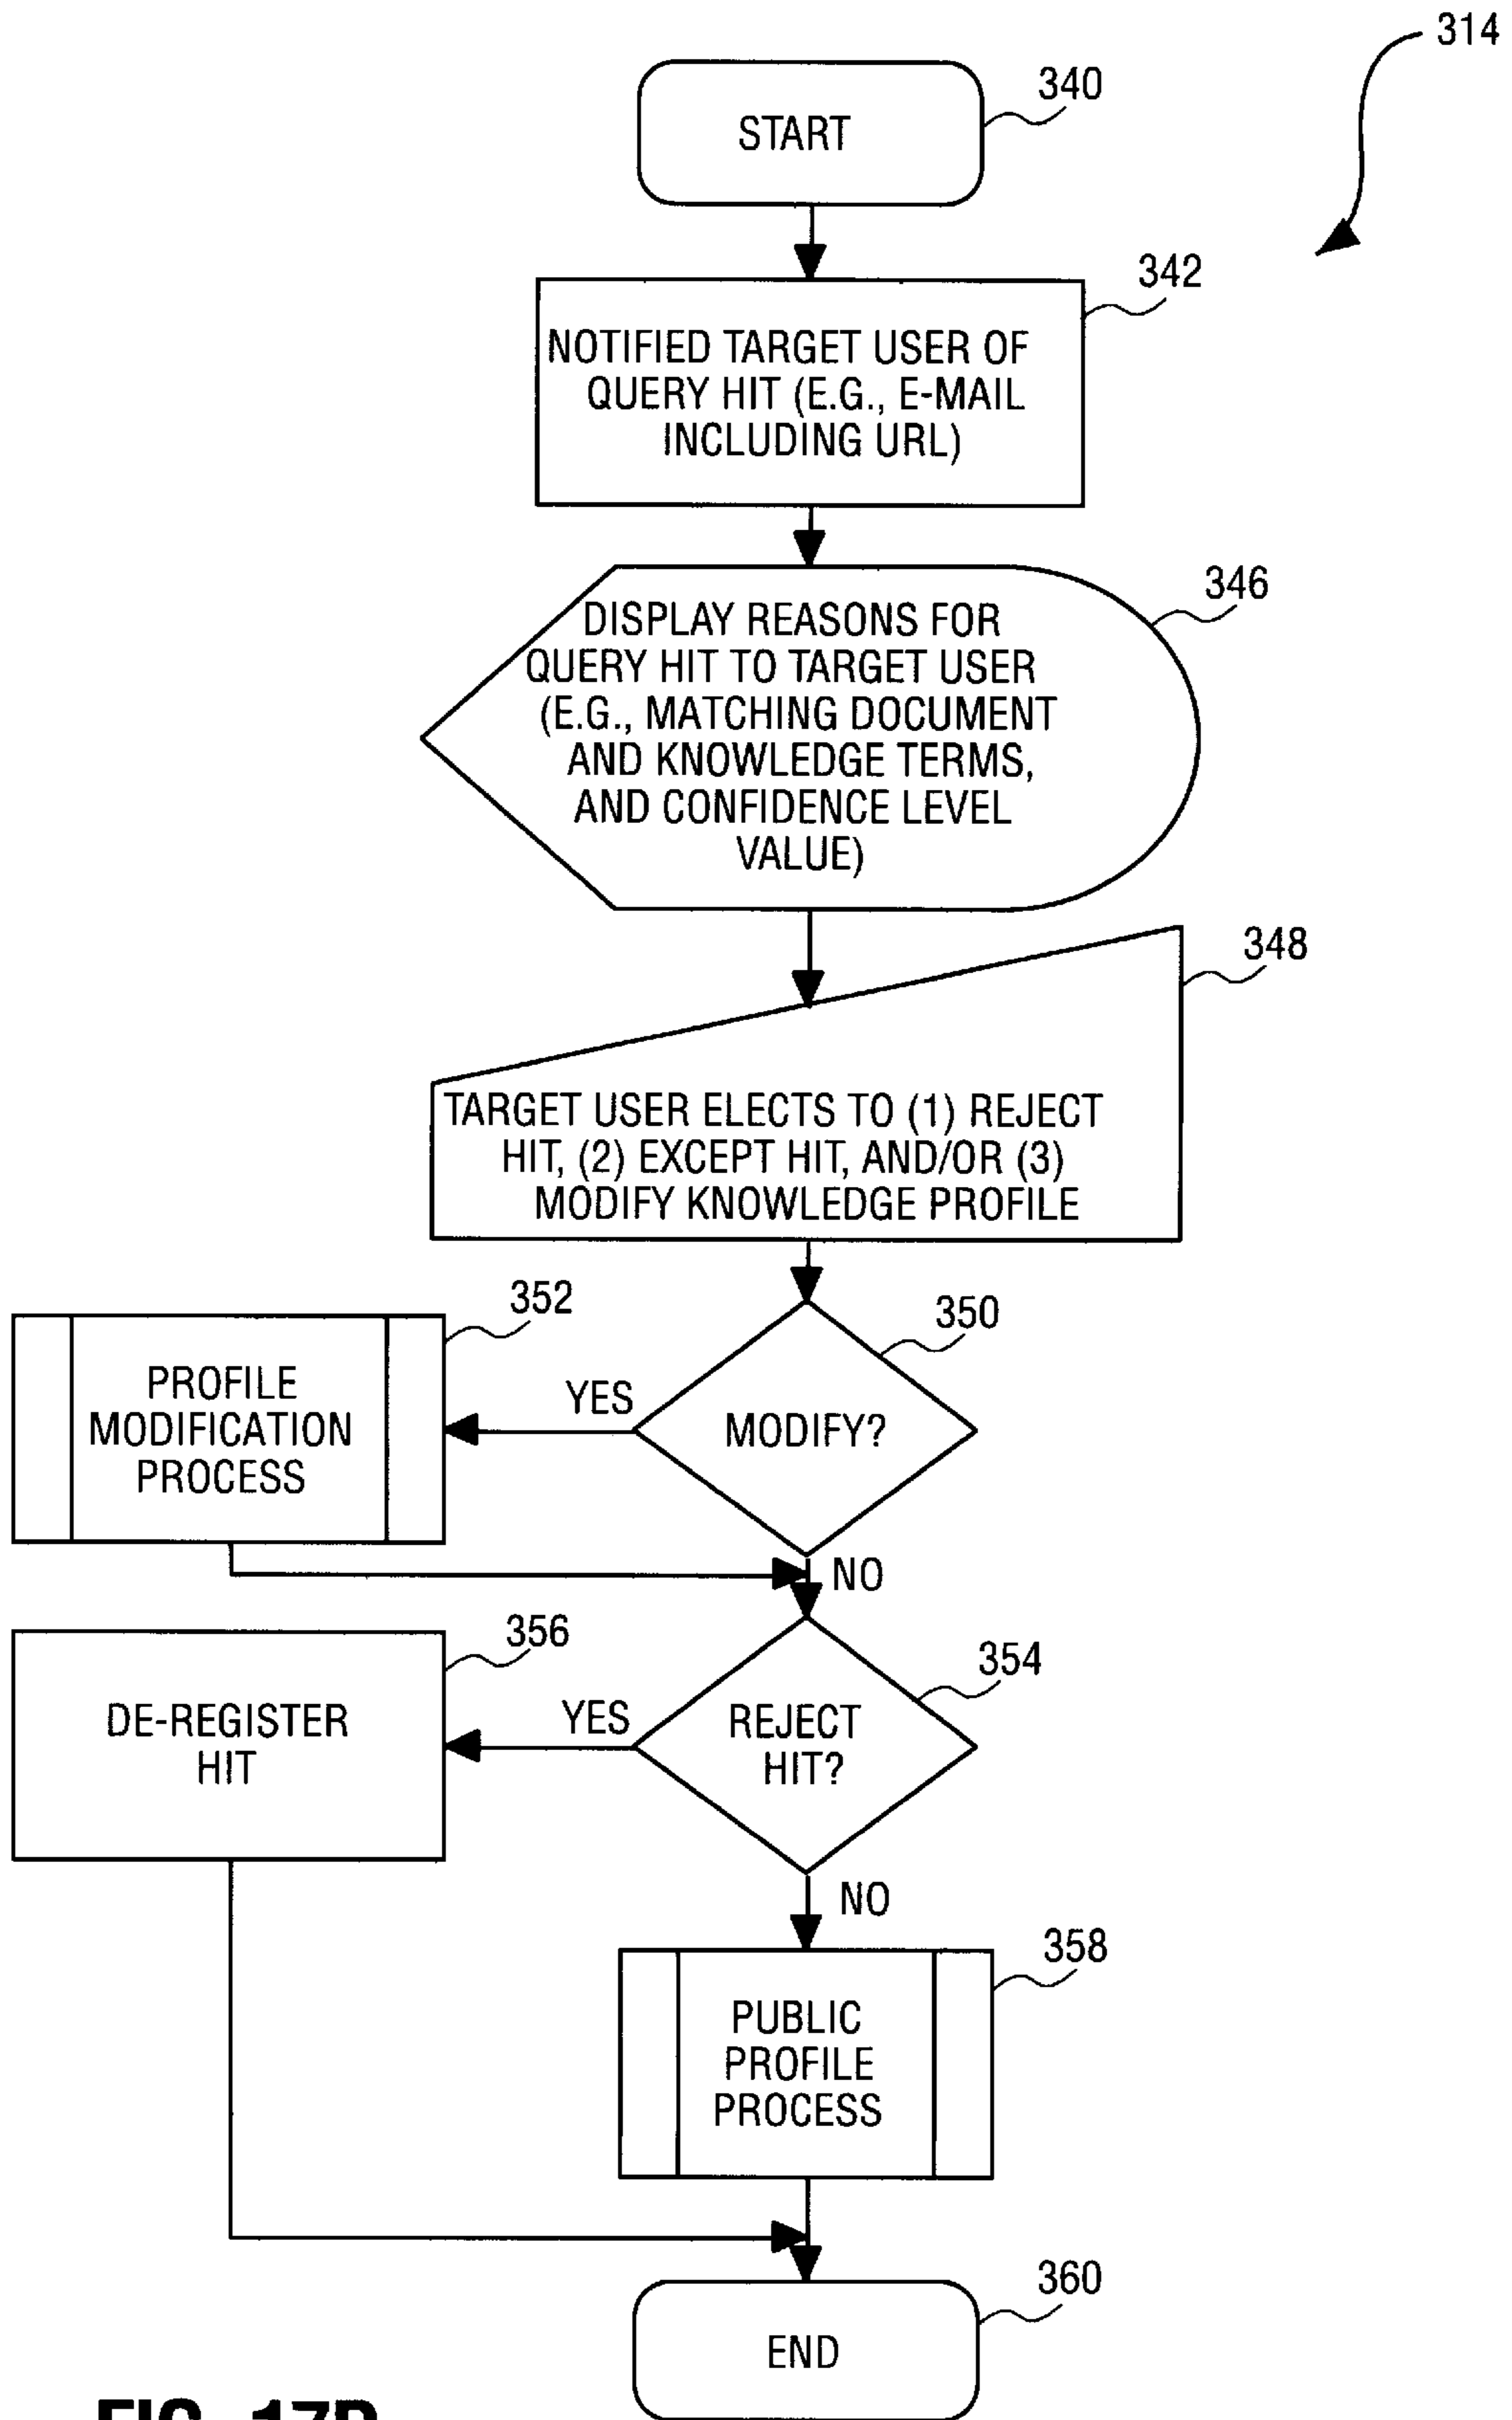 314
340
START
342
NOTIFIED TARGET USER OF
QUERY HIT (E.G., E-MAIL
INCLUDING URL)
346
DISPLAY REASONS FOR
QUERY HIT TO TARGET USER
(E.G., MATCHING DOCUMENT
AND KNOWLEDGE TERMS,
AND CONFIDENCE LEVEL
VALUE)
348
TARGET USER ELECTS TO (1) REJECT
HIT, (2) EXCEPT HIT, AND/OR (3)
MODIFY KNOWLEDGE PROFILE
352
350
PROFILE
MODIFICATION
PROCESS
YES
MODIFY?
NO
356
354
DE-REGISTER
HIT
YES
REJECT
HIT?
NO
358
PUBLIC
PROFILE
PROCESS
360
END